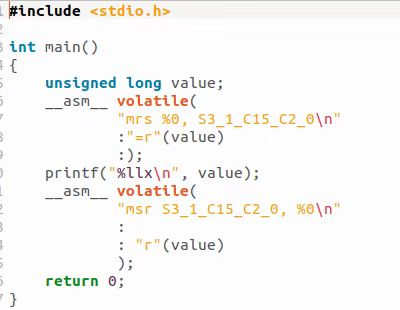 #include <stdio.h>
int main()
{
    unsigned long value;
    __asm__ volatile(
            "mrs %0, S3_1_C15_C2_0\n"
            :"=r"(value)
            :);
    printf("%llx\n", value);
    __asm__ volatile(
            "msr S3_1_C15_C2_0, %0\n"
            :
            : "r"(value)
            );
    return 0;
}